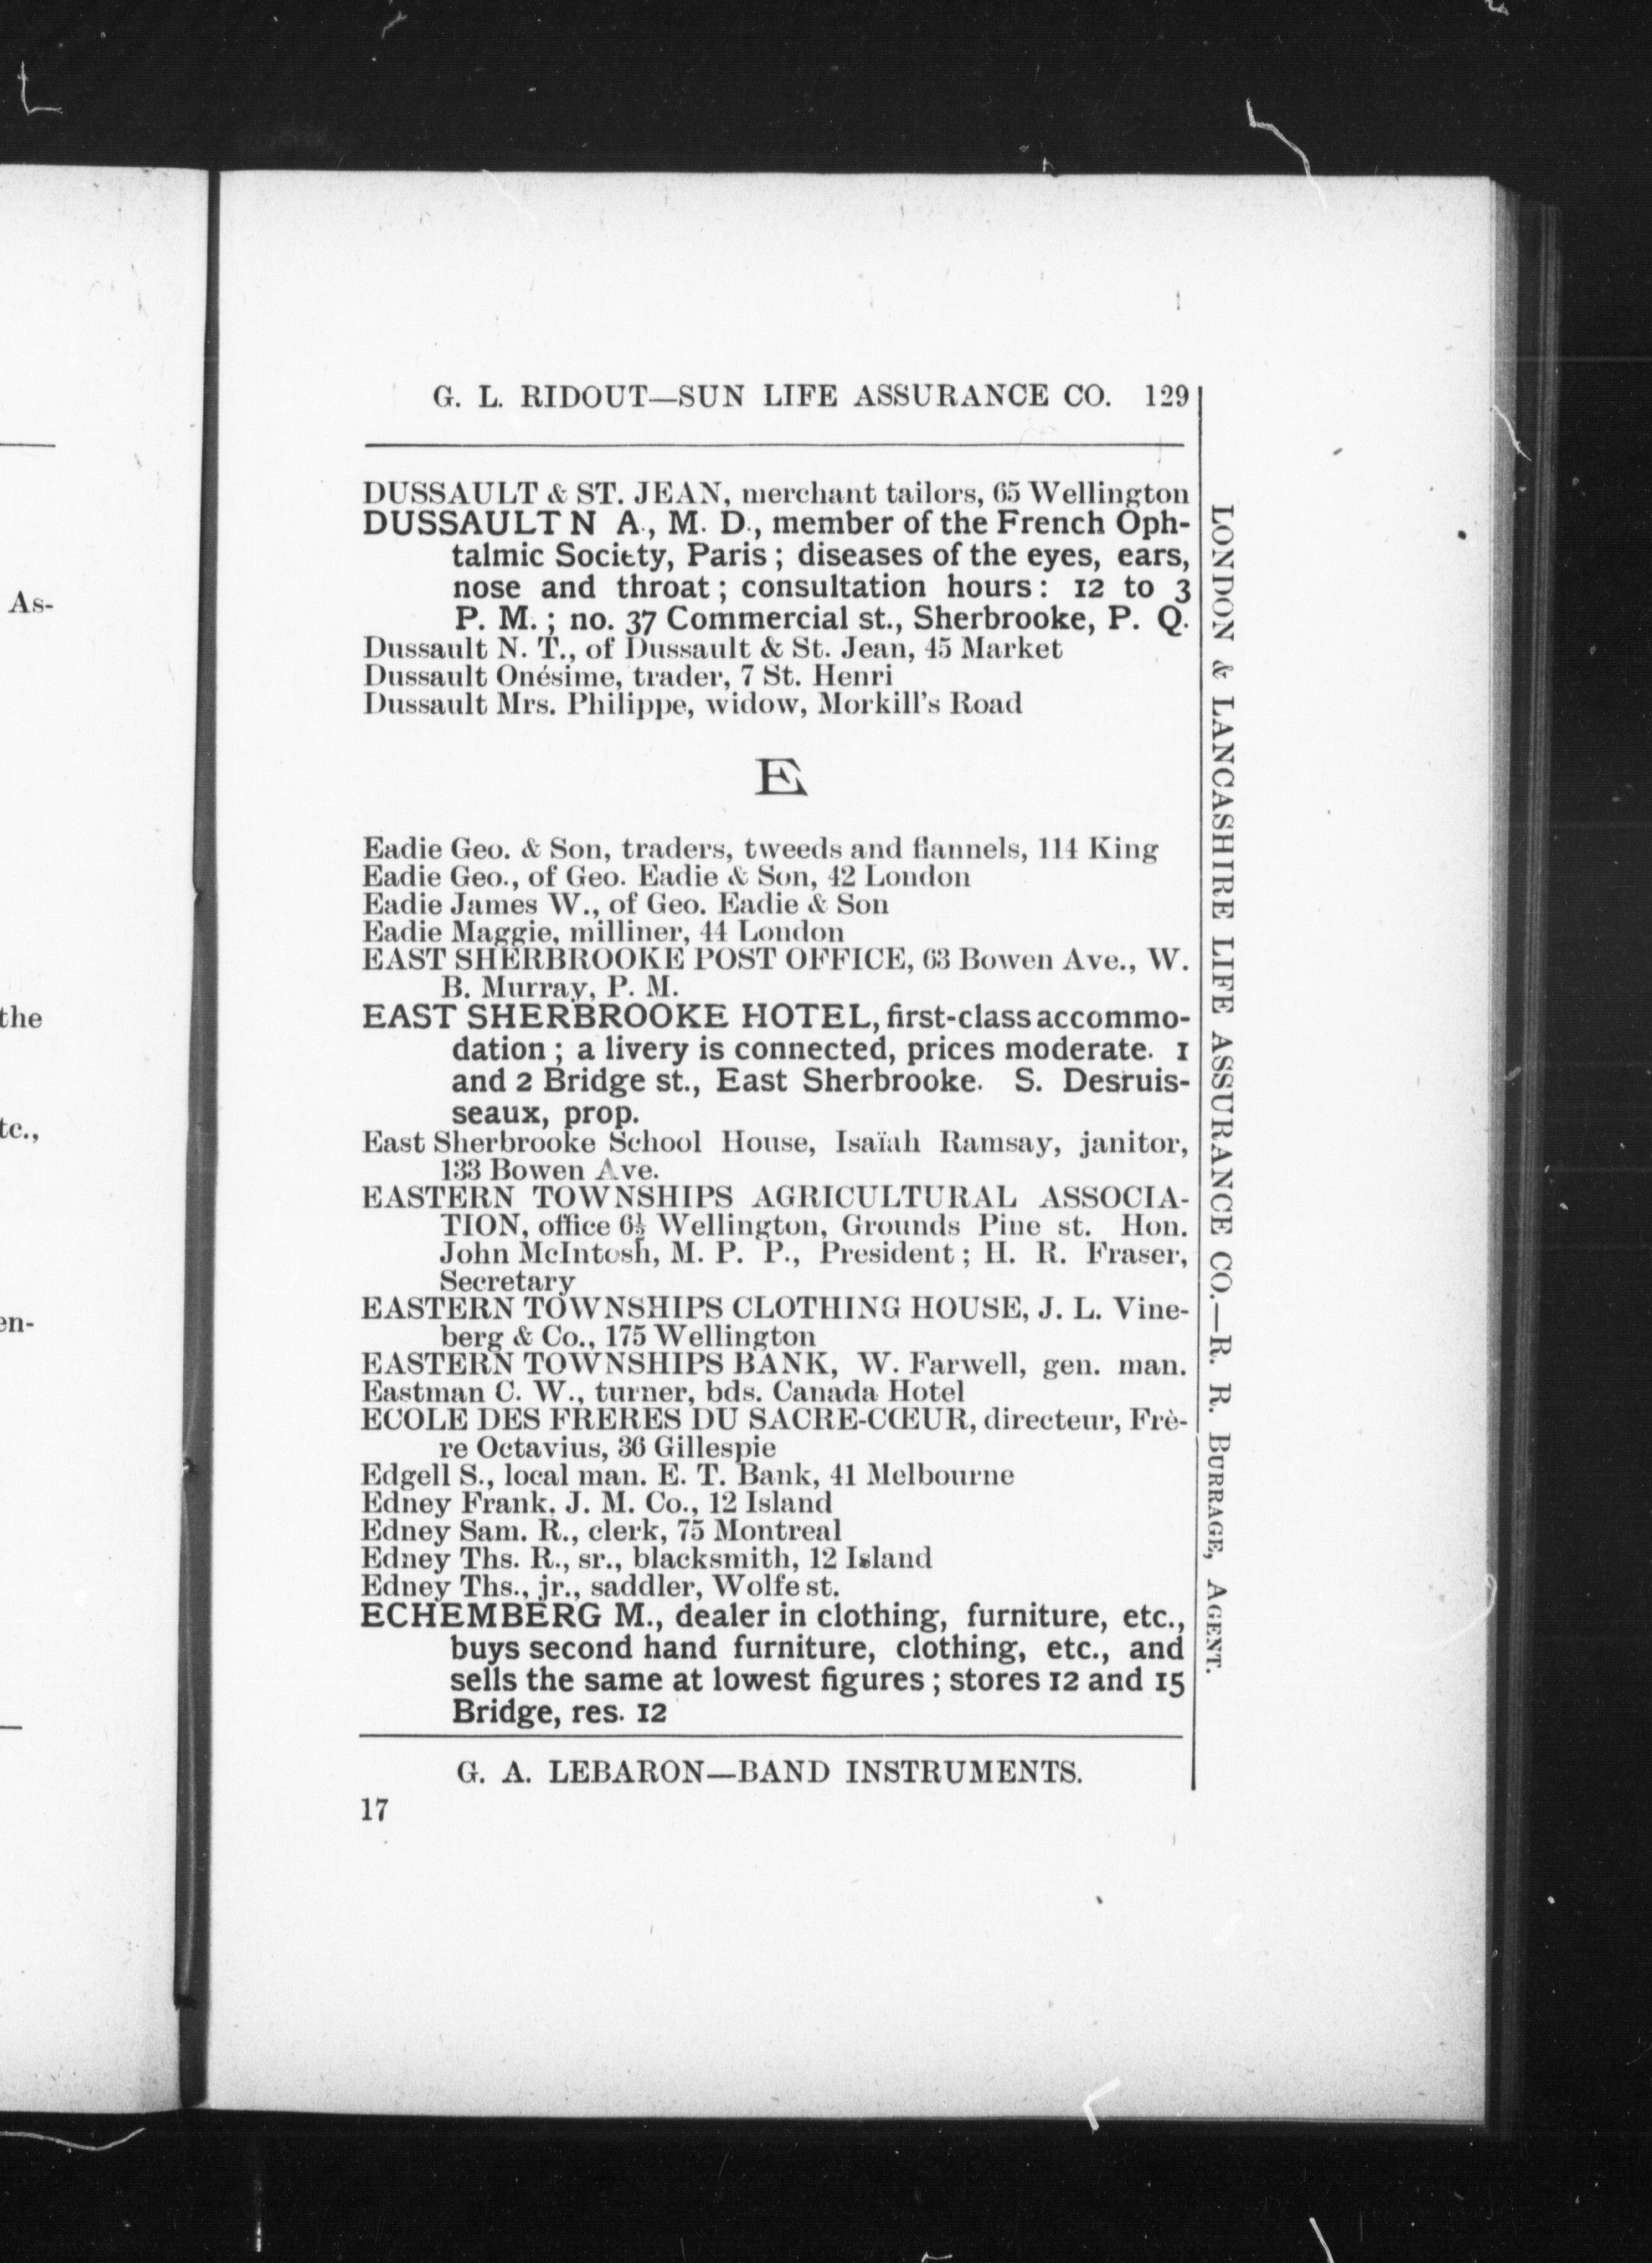 As-
the
tc.,
en-
G. L. RIDOUT—SUN LIFE ASSURANCE CO. 129
DUSSAULT & ST. JEAN, merchant tailors, 65 Wellington
DUSSAULT N A., M. D., member of the French Oph-
talmic Society, Paris ; diseases of the eyes, ears,
nose and throat ; consultation hours : 12 to 3
P. M. ; no. 37 Commercial st., Sherbrooke, P. Q.
Dussault N. T., of Dussault & St. Jean, 45 Market
Dussault Onésime, trader, 7 St. Henri
Dussault Mrs. Philippe, widow, Morkill's Road
E
Eadie Geo. & Son, traders, tweeds and flannels, 114 King
Eadie Geo., of Geo. Eadie & Son, 42 London
Eadie James W., of Geo. Eadie & Son
Eadie Maggie, milliner, 44 London
EAST SHERBROOKE POST OFFICE, 63 Bowen Ave., W.
B. Murray, P. M.
EAST SHERBROOKE HOTEL, first-class accommo-
dation ; a livery is connected, prices moderate. 1
and 2 Bridge st., East Sherbrooke. S. Desruis-
seaux, prop.
East Sherbrooke School House, Isaïah Ramsay, janitor,
133 Bowen Ave.
EASTERN TOWNSHIPS AGRICULTURAL ASSOCIA-
TION, office 6½ Wellington, Grounds Pine st. Hon.
John McIntosh, M. P. P., President ; H. R. Fraser,
Secretary
EASTERN TOWNSHIPS CLOTHING HOUSE, J. L. Vine-
berg & Co., 175 Wellington
EASTERN TOWNSHIPS BANK, W. Farwell, gen. man.
Eastman C. W., turner, bds. Canada Hotel
ECOLE DES FRERES DU SACRE-CŒUR, directeur, Frè-
re Octavius, 36 Gillespie
Edgell S., local man. E. T. Bank, 41 Melbourne
Edney Frank, J. M. Co., 12 Island
Edney Sam. R., clerk, 75 Montreal
Edney Ths. R., sr., blacksmith, 12 Island
Edney Ths., jr., saddler, Wolfe st.
ECHEMBERG M., dealer in clothing, furniture, etc.,
buys second hand furniture, clothing, etc., and
sells the same at lowest figures ; stores 12 and 15
Bridge, res. 12
G. A. LEBARON—BAND INSTRUMENTS.
17
LONDON & LANCASHIRE LIFE ASSURANCE CO.—R. R. BURRAGE, AGENT.